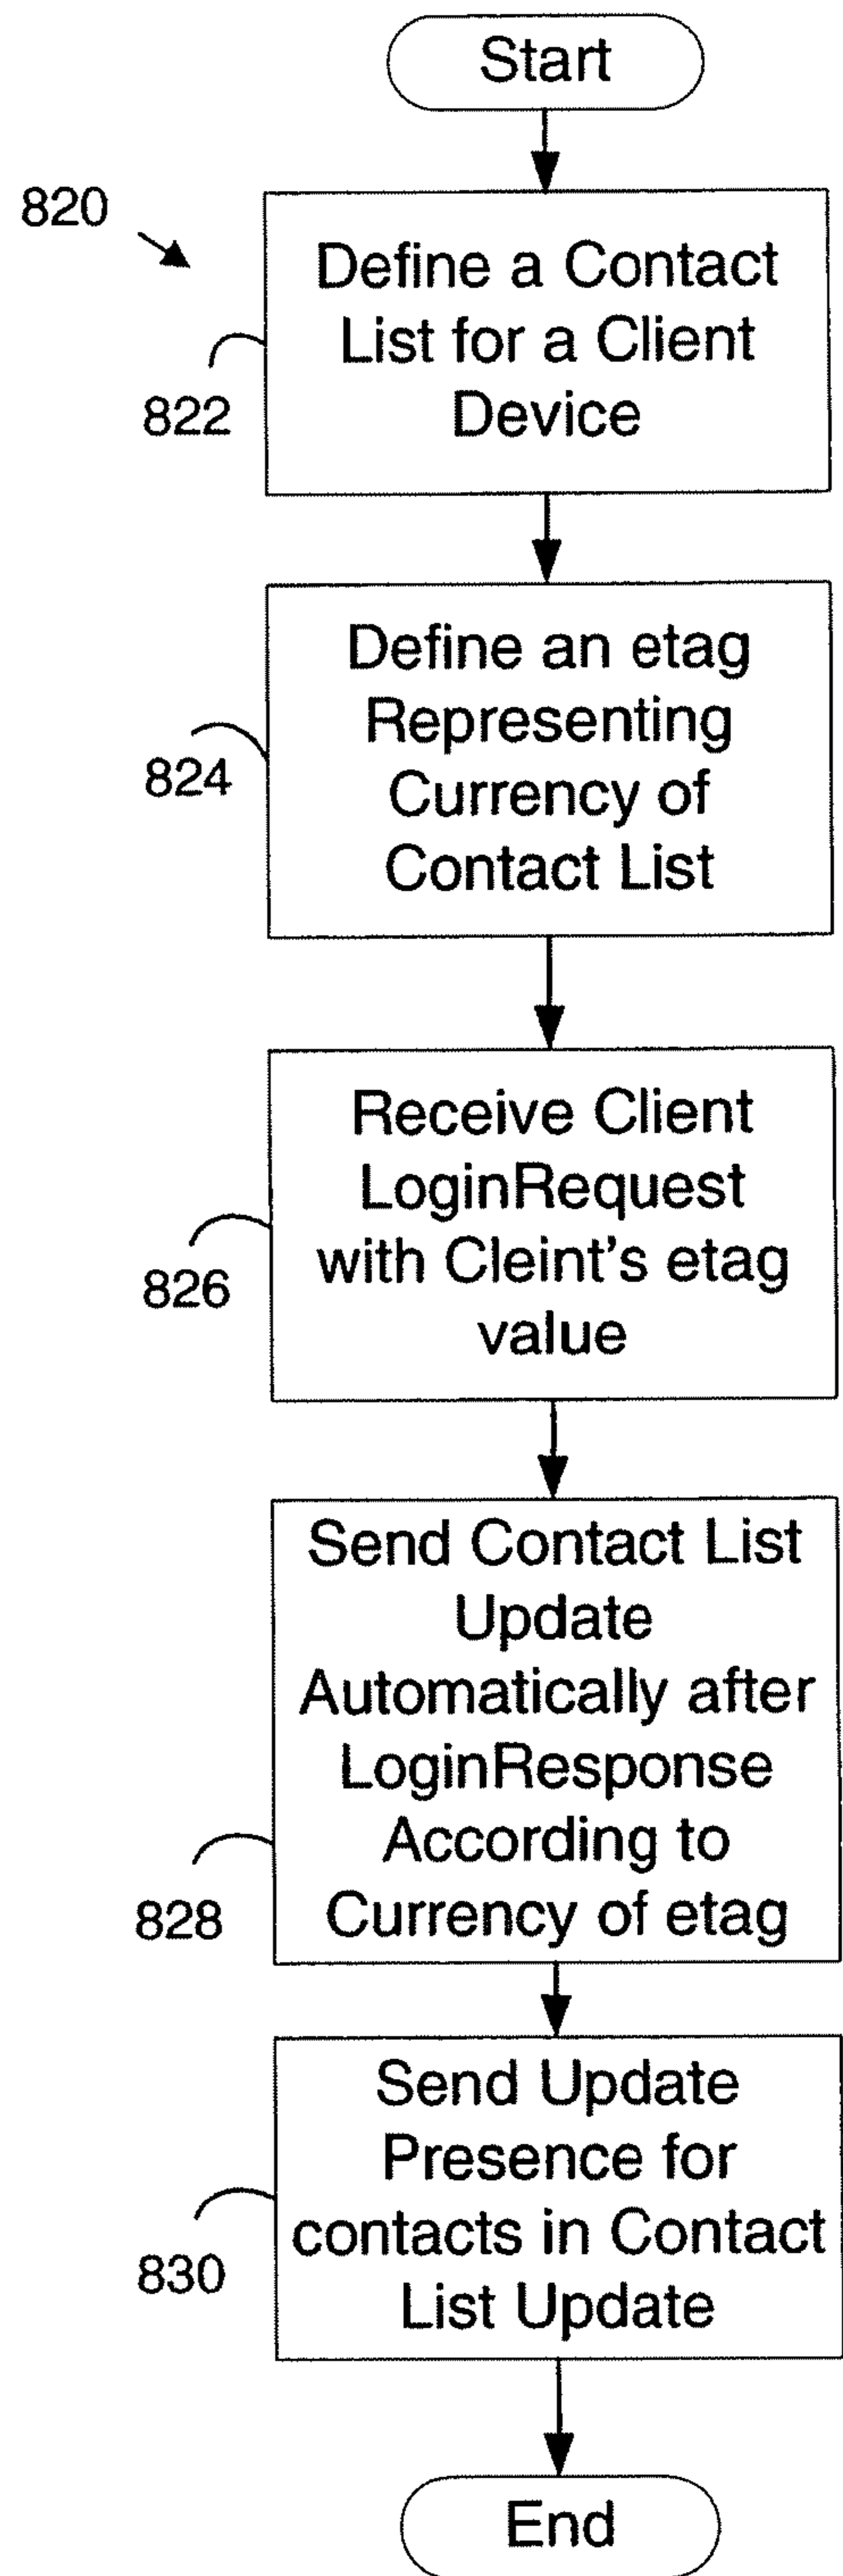 Start
820
Define a Contact
List for a Client
Device
822
Define an etag
Representing
Currency of
Contact List
824
Receive Client
LoginRequest
with Cleint's etag
value
826
Send Contact List
Update
Automatically after
LoginResponse
According to
Currency of etag
828
Send Update
Presence for
contacts in Contact
List Update
830
End